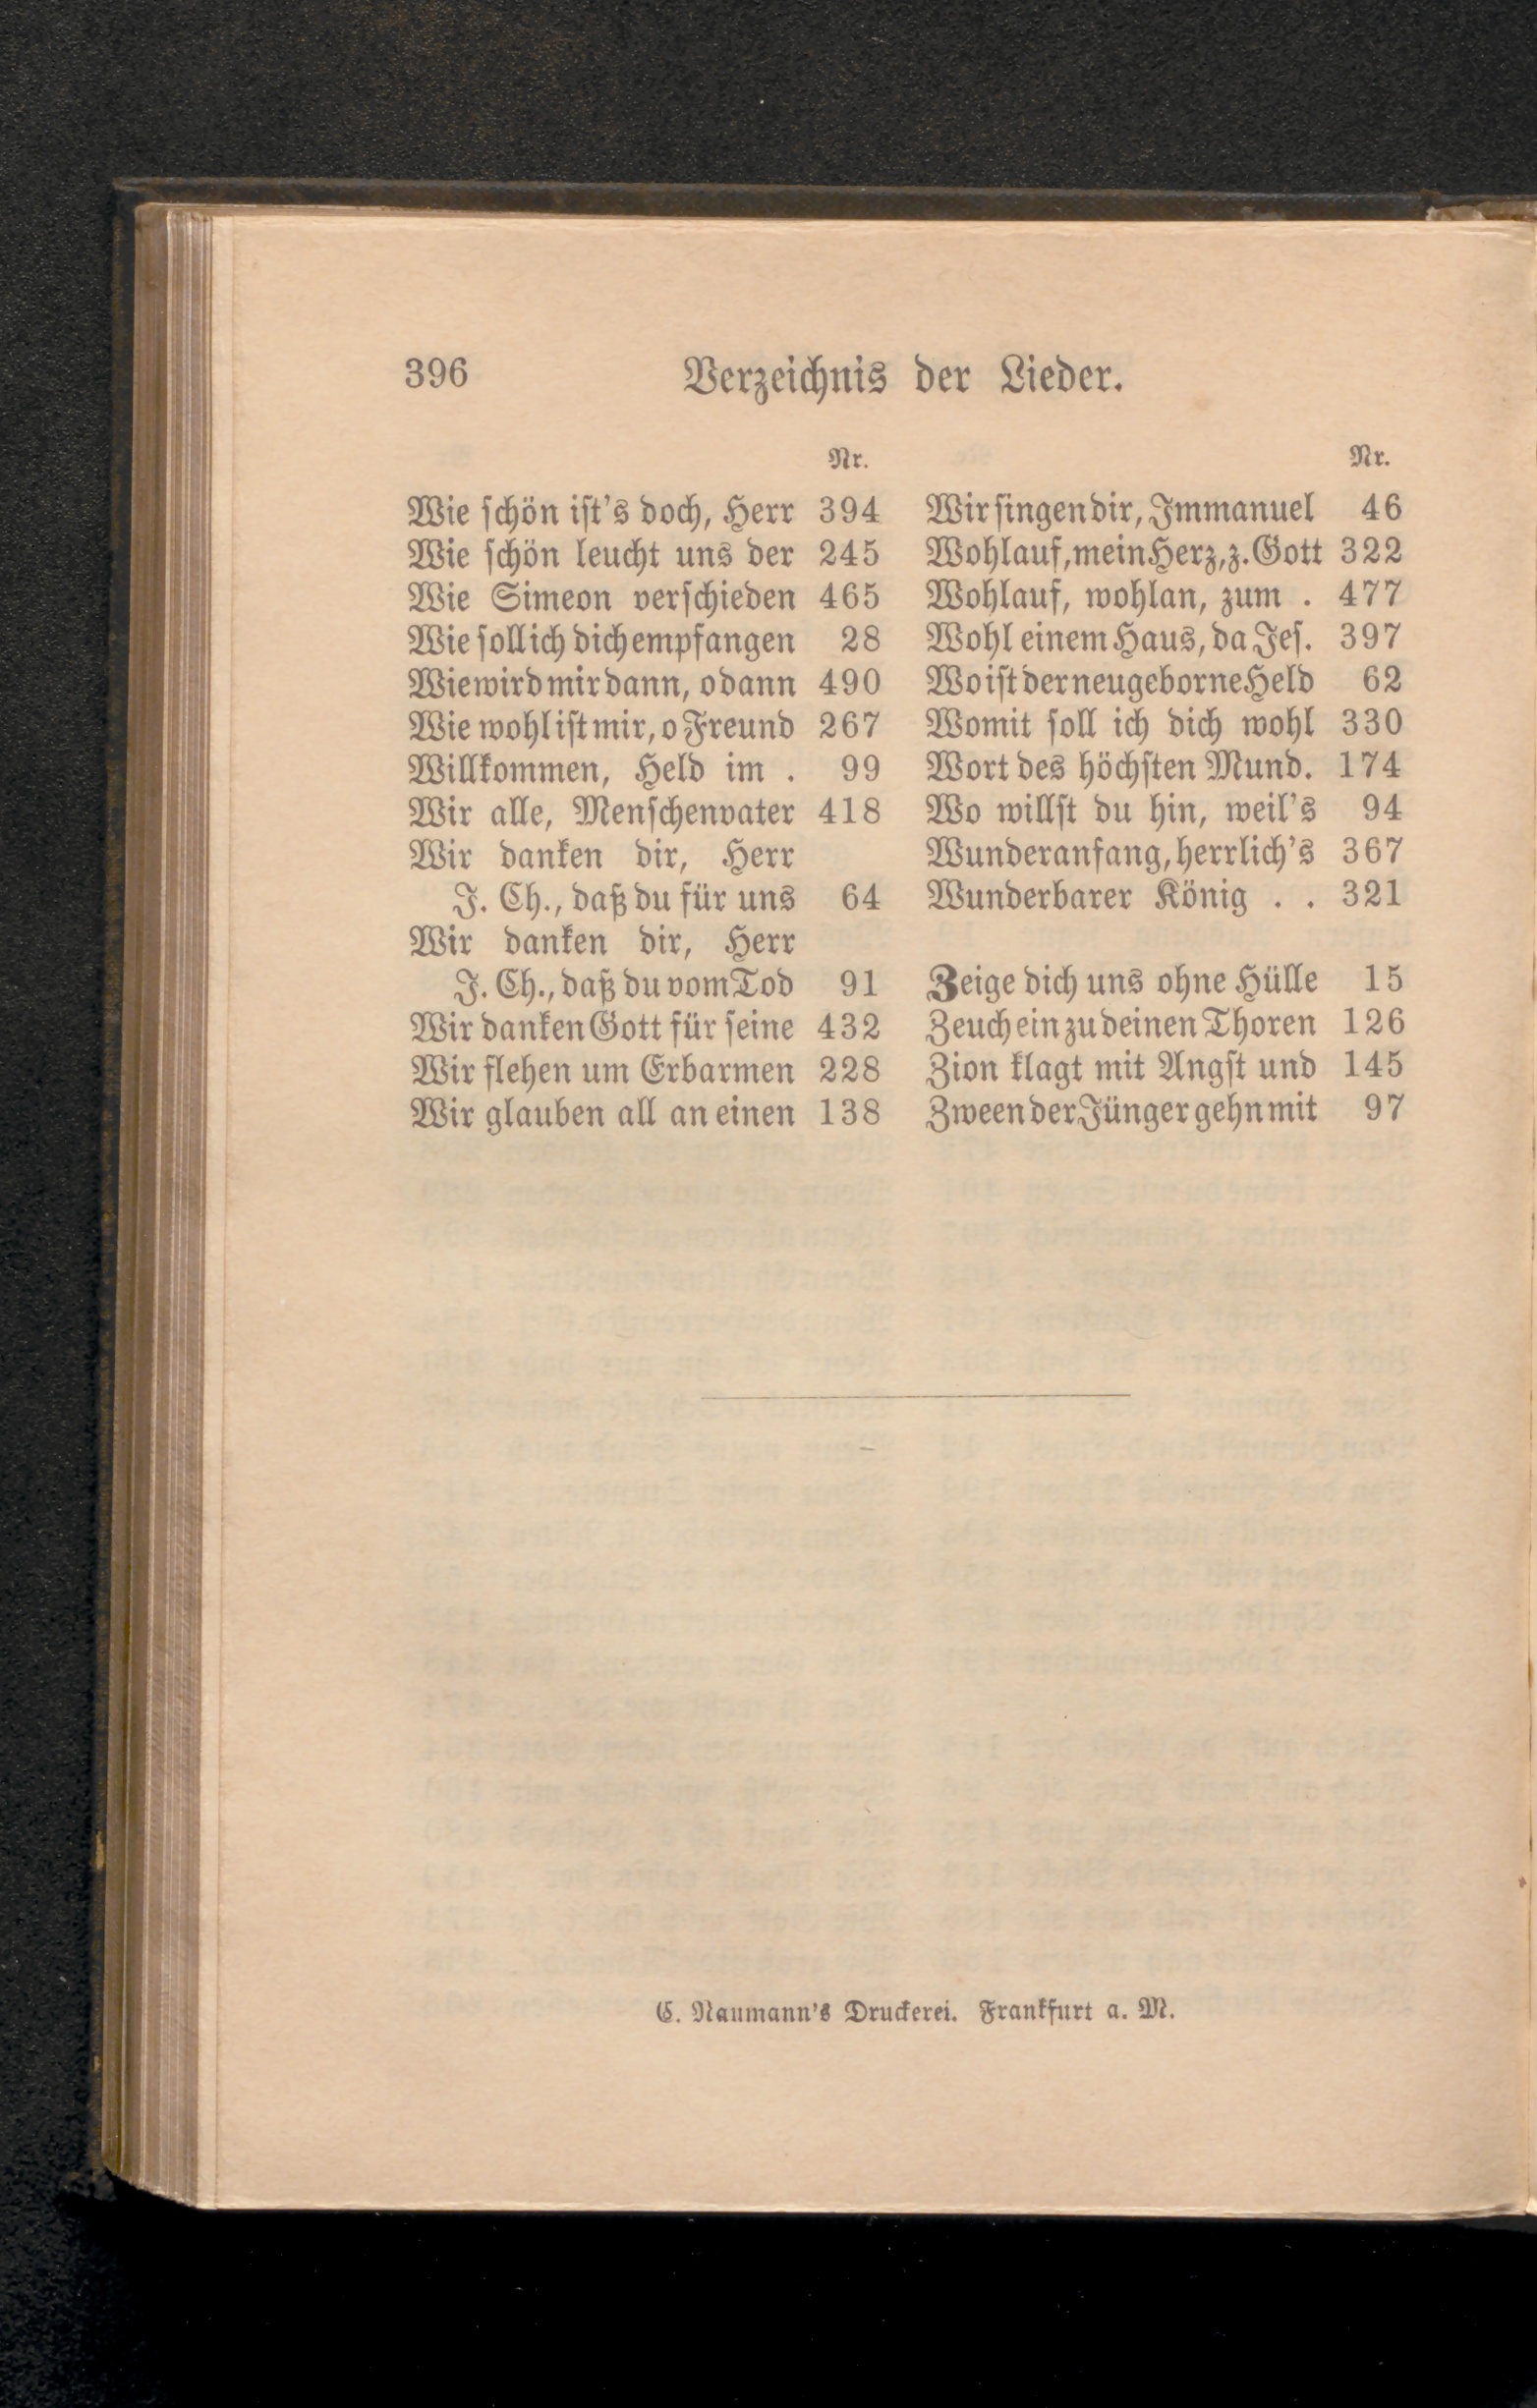 396 Verzeichnis der Lieder.
Nr.
Wie ſchön iſt's doch, Herr 394
Wie ſchön leucht uns der 245
Wie Simeon verſchieden 465
Wie ſoll ich dich empfangen 28
Wie wird mir dann, o dann 490
Wie wohl iſt mir, o Freund 267
Willkommen, Held im . 99
Wir alle, Menſchenvater 418
Wir danken dir, Herr
J. Ch., daß du für uns 64
Wir danken dir, Herr
J. Ch., daß du vom Tod 91
Wir danken Gott für ſeine 432
Wir flehen um Erbarmen 228
Wir glauben all an einen 138
Nr.
Wir ſingen dir, Immanuel 46
Wohlauf, mein Herz, z. Gott 322
Wohlauf, wohlan, zum . 477
Wohl einem Haus, da Jeſ. 397
Wo iſt der neugeborne Held 62
Womit ſoll ich dich wohl 330
Wort des höchſten Mund. 174
Wo willſt du hin, weil's 94
Wunderanfang, herrlich's 367
Wunderbarer König . . 321
Zeige dich uns ohne Hülle 15
Zeuch ein zu deinen Thoren 126
Zion klagt mit Angſt und 145
Zween der Jünger gehn mit 97
C. Naumann's Druckerei. Frankfurt a. M.